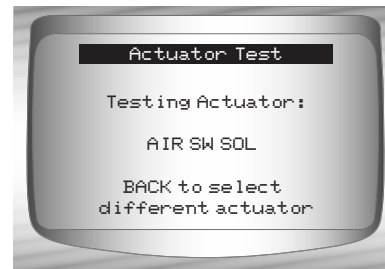 Actuator Test
Testing Actuator:
AIR SW SOL
BACK to select
different actuator